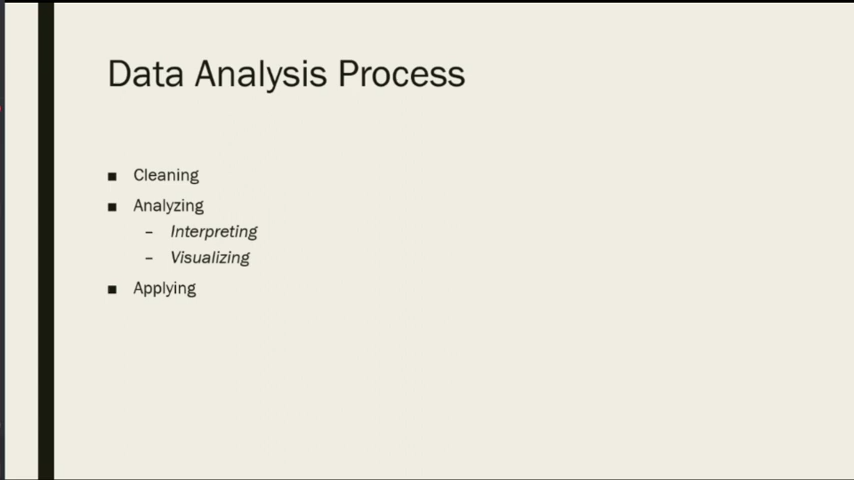 Data Analysis Process
■ Cleaning
■ Analyzing
– Interpreting
– Visualizing
■ Applying